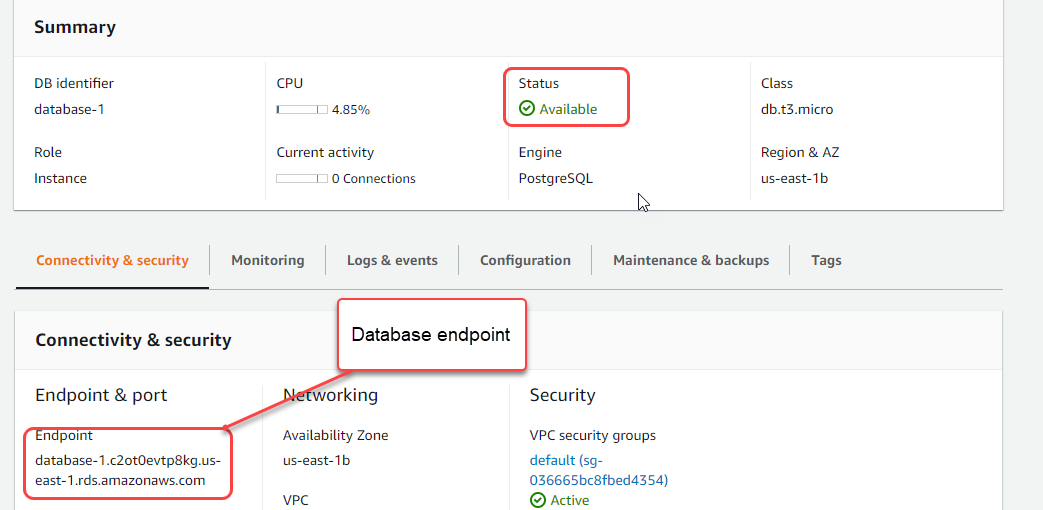 Summary
DB identifier
CPU
Status
Class
database-1
4.85%
Available
db.t3.micro
Role
Current activity
Engine
Region & AZ
Instance
0 Connections
PostgreSQL
us-east-1b
Connectivity & security
Monitoring
Logs & events
Configuration
Maintenance & backups
Tags
Database endpoint
Connectivity & security
Endpoint & port
Networking
Security
Endpoint
database-1.c2ot0evtp8kg.us-
east-1.rds.amazonaws.com
Availability Zone
us-east-1b
VPC
VPC security groups
default (sg-
036665bc8fbed4354)
Active